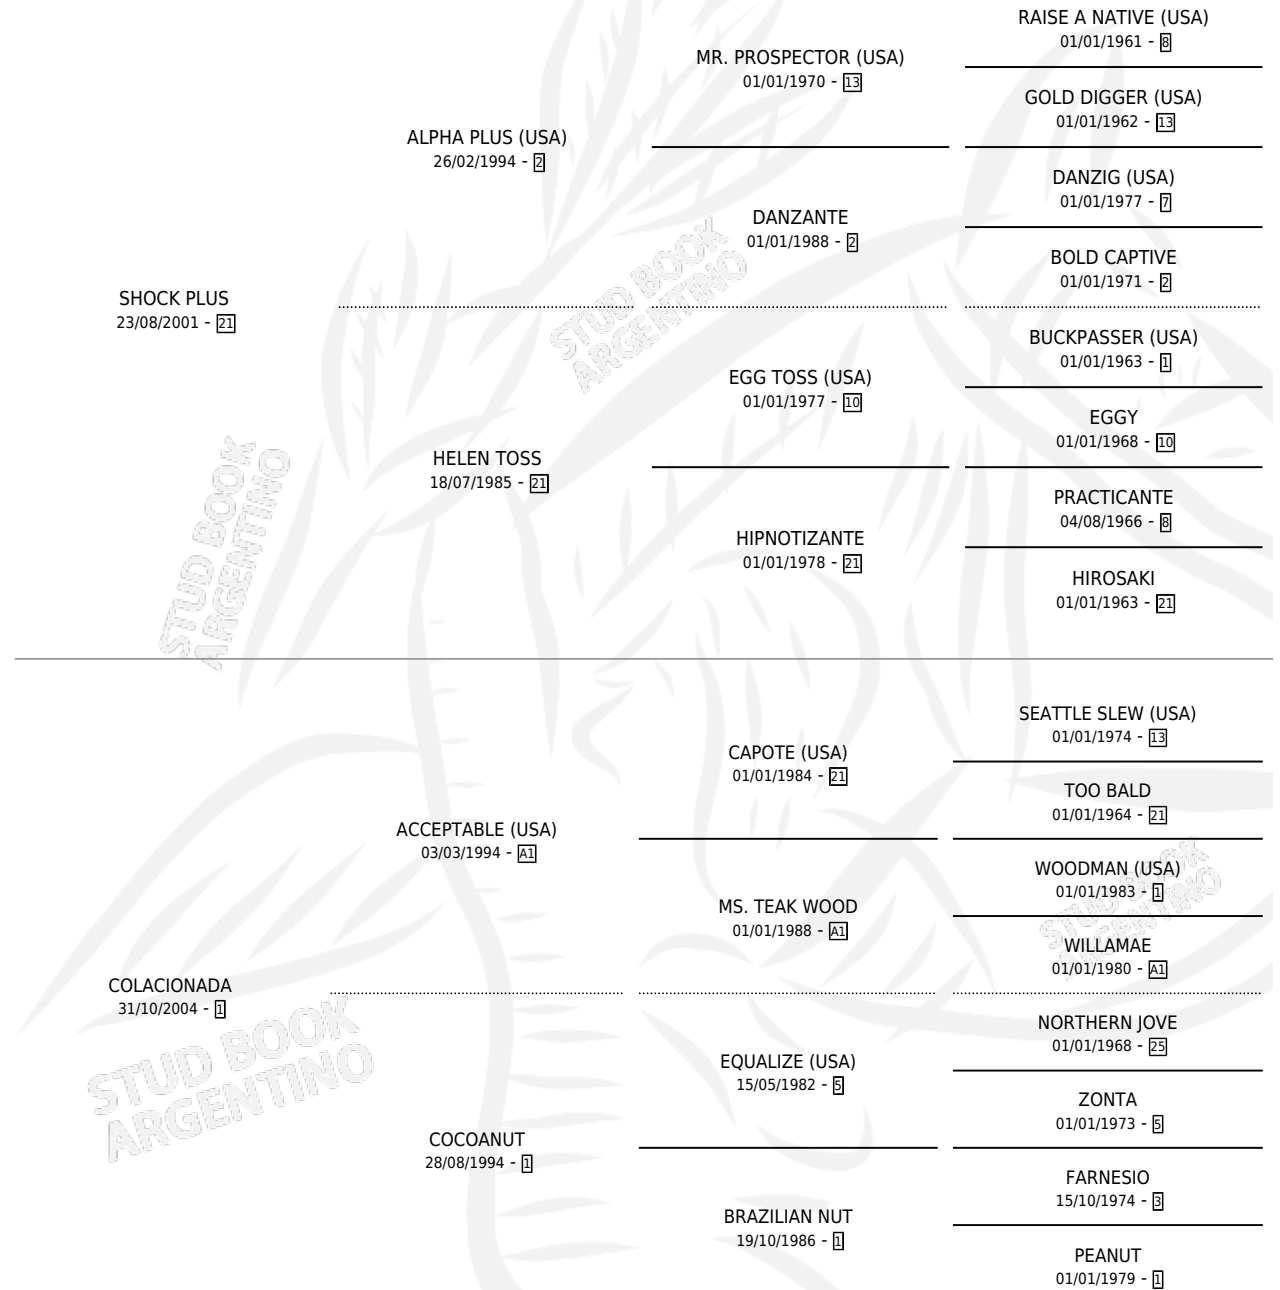 RAISE A NATIVE (USA)
01/01/1961 - 8
MR. PROSPECTOR (USA)
01/01/1970 - 13
GOLD DIGGER (USA)
01/01/1962 - 13
ALPHA PLUS (USA)
26/02/1994 - 2
DANZIG (USA)
01/01/1977 - 7
DANZANTE
01/01/1988 - 2
BOLD CAPTIVE
01/01/1971 - 2
SHOCK PLUS
23/08/2001 - 21
BUCKPASSER (USA)
01/01/1963 - 1
EGG TOSS (USA)
01/01/1977 - 10
EGGY
01/01/1968 - 10
HELEN TOSS
18/07/1985 - 21
PRACTICANTE
04/08/1966 - 8
HIPNOTIZANTE
01/01/1978 - 21
HIROSAKI
01/01/1963 - 21
STUD BOOK
ARGENTINO
STUD BOOK
ARGENTINO
SEATTLE SLEW (USA)
01/01/1974 - 13
CAPOTE (USA)
01/01/1984 - 21
TOO BALD
01/01/1964 - 21
ACCEPTABLE (USA)
03/03/1994 - A1
WOODMAN (USA)
01/01/1983 - 1
MS. TEAK WOOD
01/01/1988 - A1
WILLAMAE
01/01/1980 - A1
COLACIONADA
31/10/2004 - 1
NORTHERN JOVE
01/01/1968 - 25
EQUALIZE (USA)
15/05/1982 - 5
ZONTA
01/01/1973 - 5
COCOANUT
28/08/1994 - 1
FARNESIO
15/10/1974 - 3
BRAZILIAN NUT
19/10/1986 - 1
PEANUT
01/01/1979 - 1
STUD BOOK
ARGENTINO
STUD BOOK
ARGENTINO